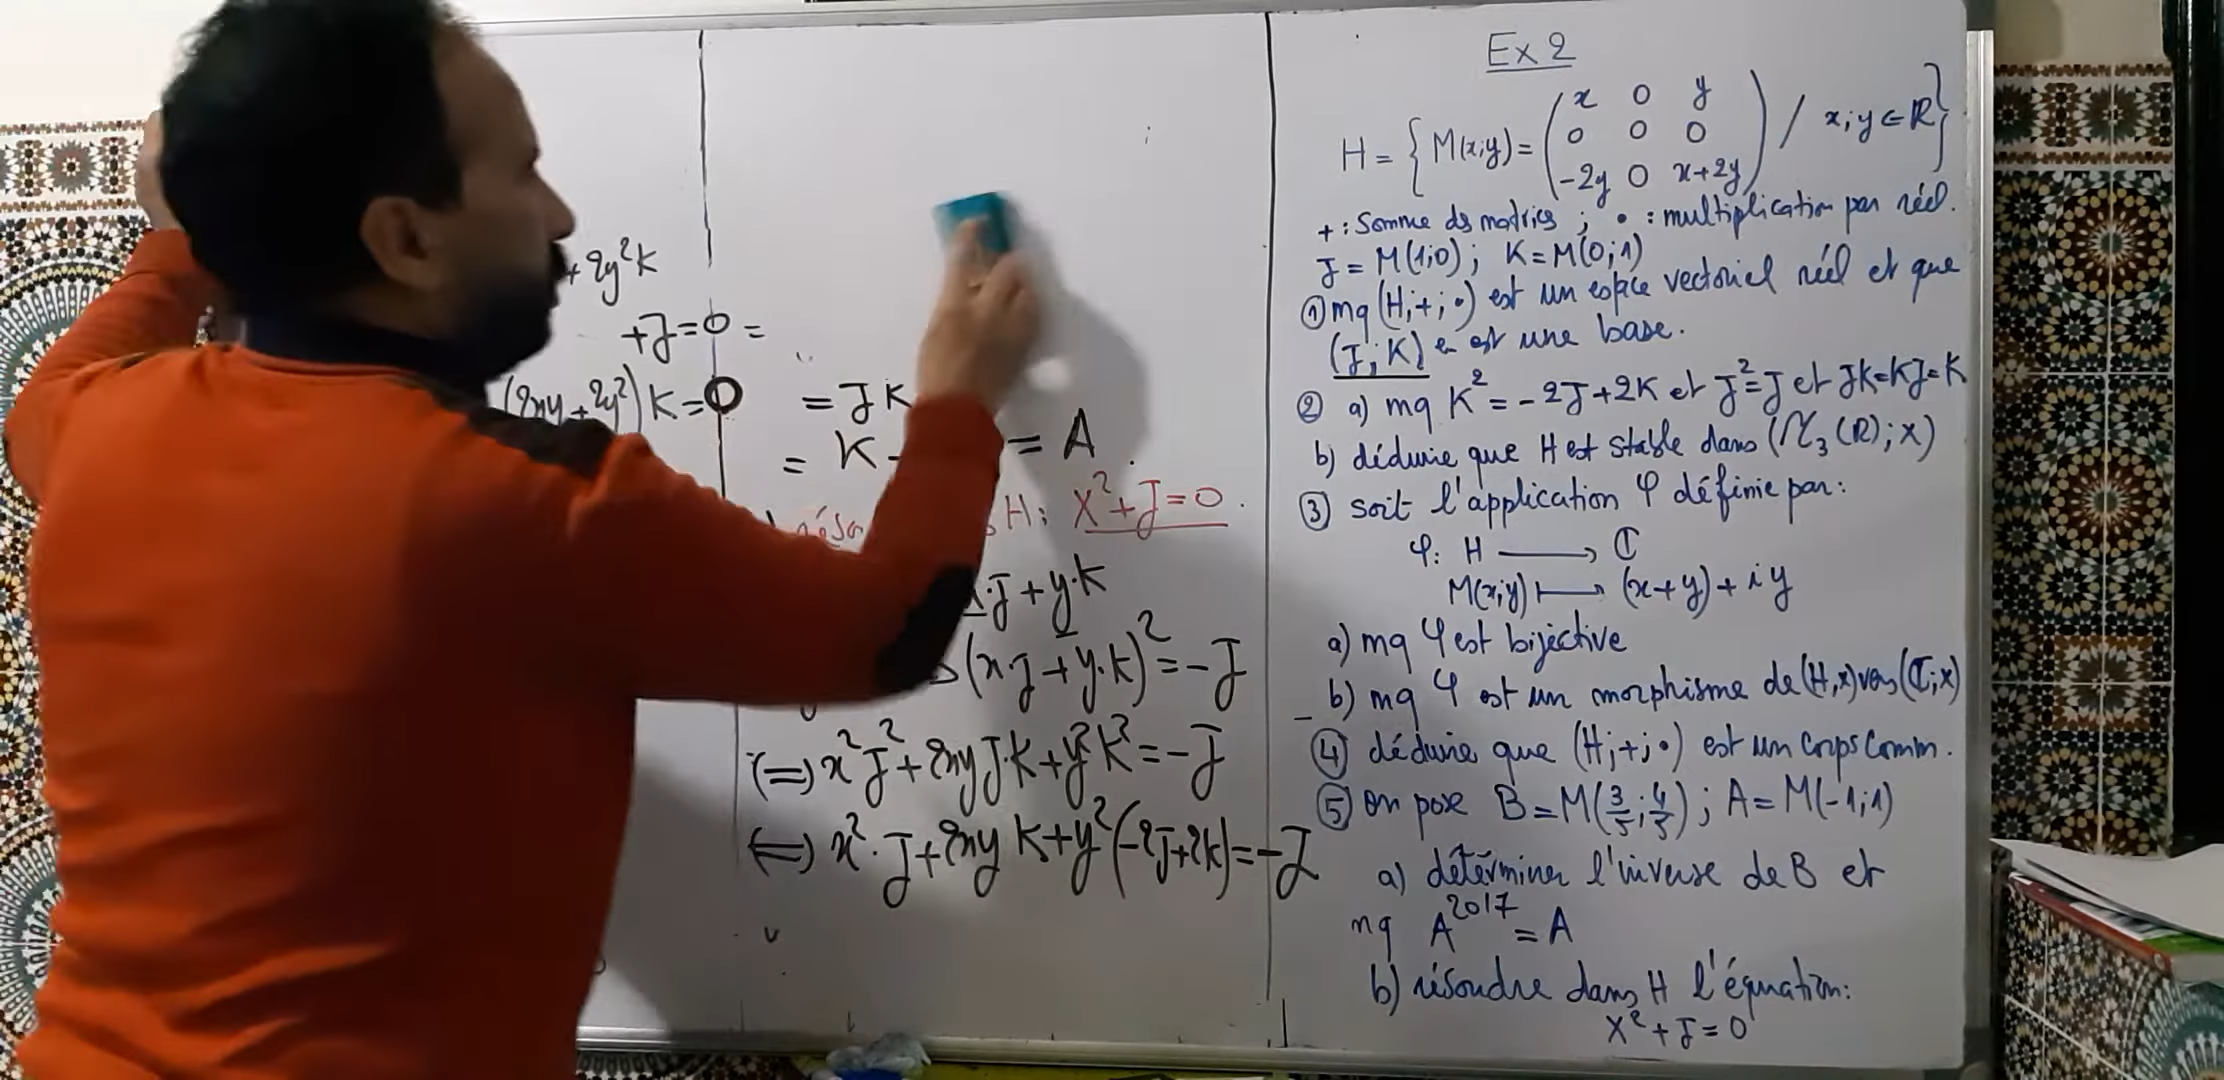 + 2y²K
+J=0 =
(2xy+2y²)K=0
= JK
= K = A
H: X²+J=0.
J+y.K
(x.J+y.K)²=-J
(=) x²J²+2xyJ.K+y²K²=-J
(=) x².J+2xyK+y²(-2J+2K)=-J
Ex 2
H = { M(x;y) = ( x 0 y
0 0 0
-2y 0 x+2y ) / x;y ∈ ℝ }
+ : Somme ds matrices ; • : multiplication par réel.
J = M(1;0) ; K = M(0;1)
① mq (H;+;•) est un espace vectoriel réel et que
(J;K) en est une base.
② a) mq K² = -2J+2K et J²=J et JK=KJ=K
b) déduire que H est stable dans (M₃(ℝ);×)
③ soit l'application φ définie par:
φ: H ⟶ ℂ
M(x;y) ⟼ (x+y)+iy
a) mq φ est bijective
b) mq φ est un morphisme de (H,×) vers (ℂ;×)
④ déduire que (H;+;•) est un corps comm.
⑤ on pose B=M(3/5;4/5) ; A=M(-1;1)
a) déterminer l'inverse de B et
mq A²⁰¹⁷ = A
b) résoudre dans H l'équation:
X²+J=0